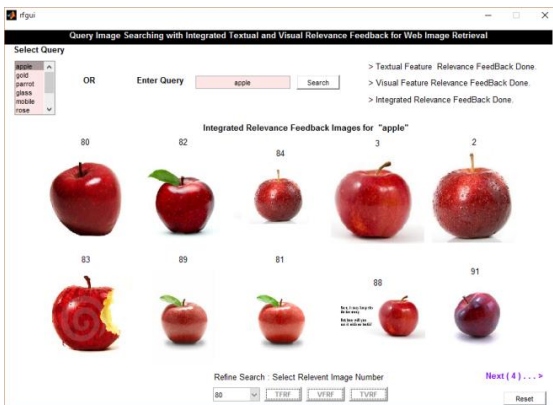 rfgui
Query Image Searching with Integrated Textual and Visual Relevance Feedback for Web Image Retrieval
Select Query
apple
gold
parrot
glass
mobile
rose
OR
Enter Query
apple
Search
> Textual Feature Relevance FeedBack Done.
> Visual Feature Relevance FeedBack Done.
> Integrated Relevance FeedBack Done.
Integrated Relevance Feedback Images for "apple"
80
82
84
3
2
83
89
81
88
91
Refine Search : Select Relevent Image Number
80
TFRF
VFRF
TVRF
Next ( 4 ) . . . >
Reset